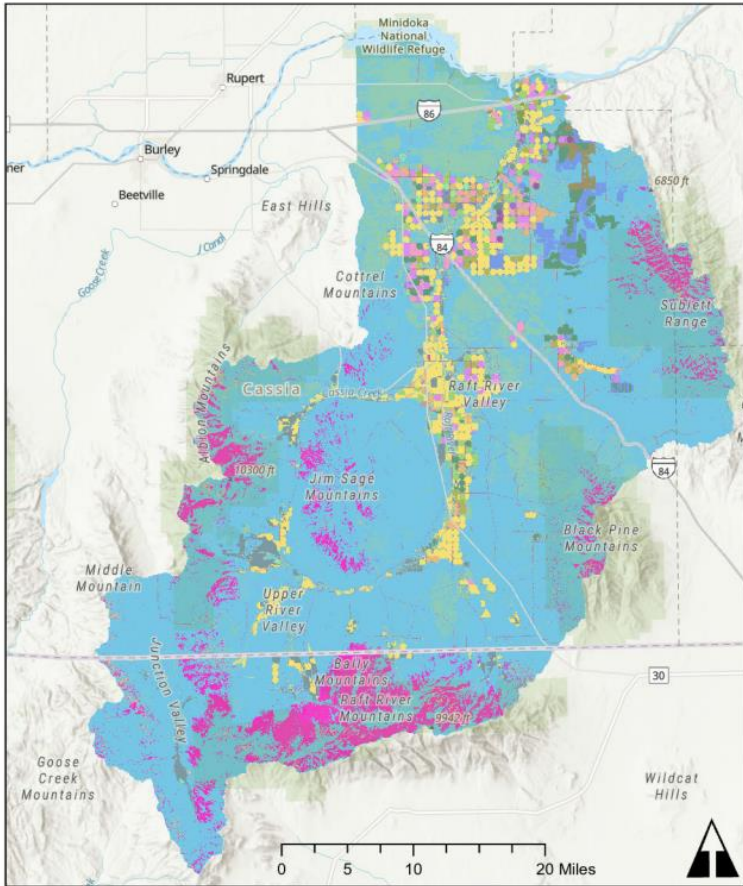 Minidoka
National
Wildlife Refuge
Rupert
86
Burley
Springdale
Beetville
East Hills
6850 ft
J Canal
Goose Creek
84
Cottrel
Mountains
Sublett
Range
Albion Mountains
Cassia
Cassia Creek
Raft River
Valley
10300 ft
Jim Sage
Mountains
84
Black Pine
Mountains
Middle
Mountain
Upper
River
Valley
Junction Valley
30
Baily
Mountains
Raft River
Mountains
9942 ft
Goose
Creek
Mountains
Wildcat
Hills
0 5 10 20 Miles